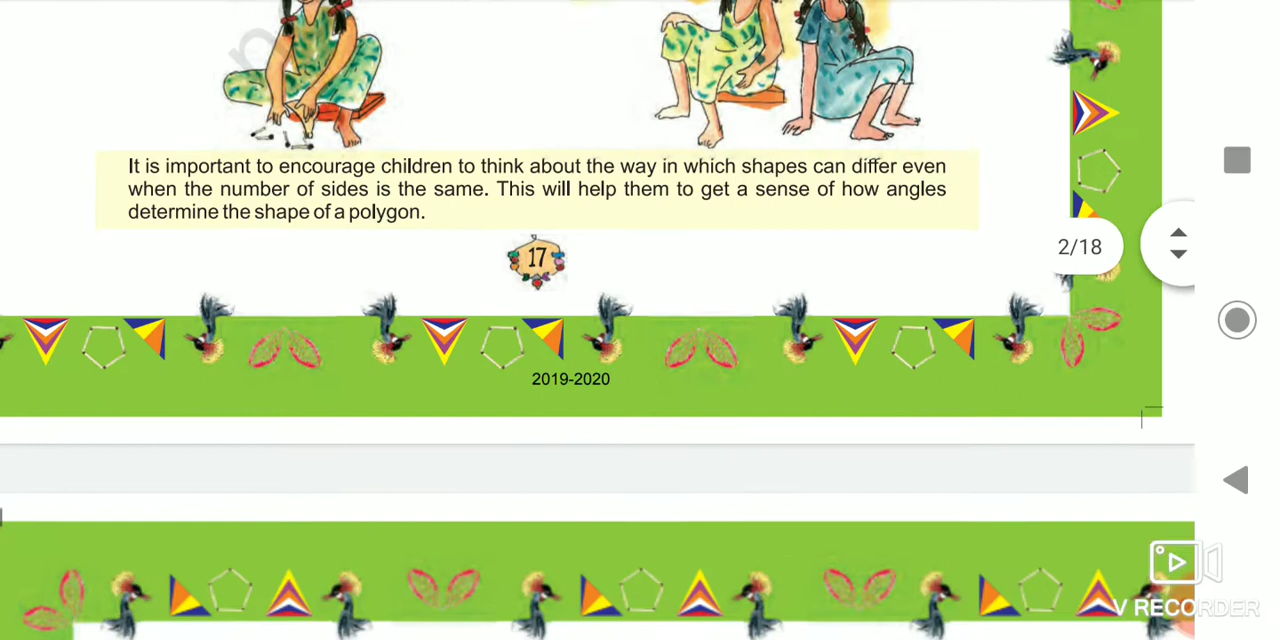 It is important to encourage children to think about the way in which shapes can differ even
when the number of sides is the same. This will help them to get a sense of how angles
determine the shape of a polygon.
17
2/18
2019-2020
V RECORDER